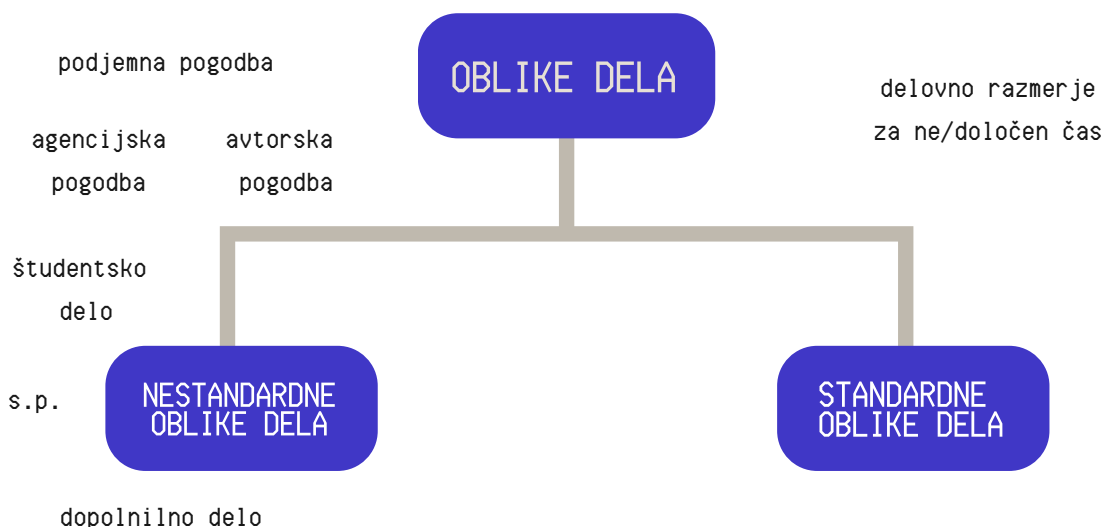 OBLIKE DELA
podjemna pogodba
agencijska
pogodba
avtorska
pogodba
delovno razmerje
za ne/določen čas
študentsko
delo
s.p.
NESTANDARDNE
OBLIKE DELA
STANDARDNE
OBLIKE DELA
dopolnilno delo